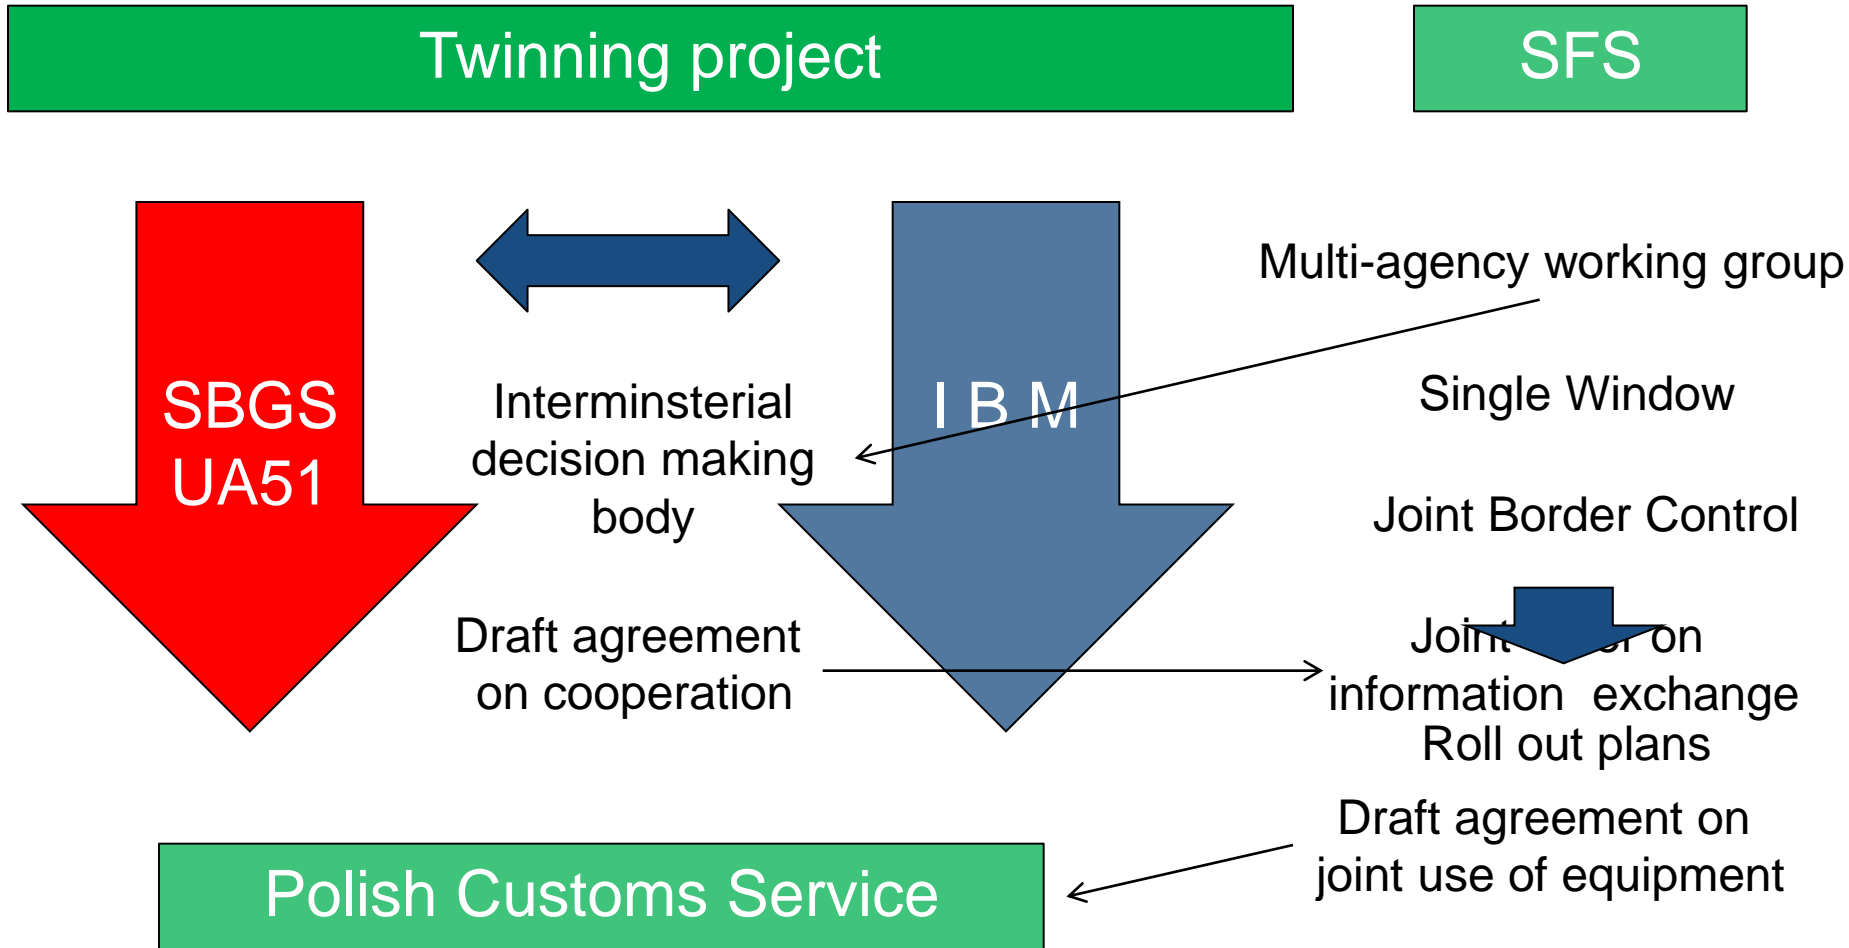 Twinning project
SFS
SBGS
UA51
Interminsterial
decision making
body
I B M
Multi-agency working group
Single Window
Joint Border Control
Draft agreement
on cooperation
Joint on
information exchange
Roll out plans
Draft agreement on
joint use of equipment
Polish Customs Service